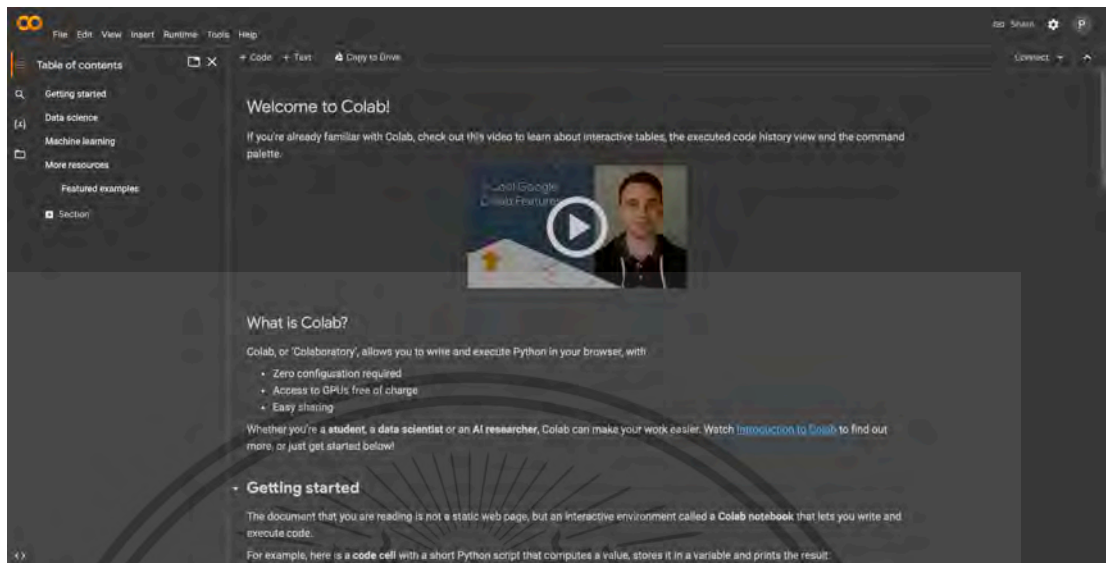 File Edit View Insert Runtime Tools Help
Share
P
Table of contents
+ Code + Text Copy to Drive
Connect
Getting started
Data science
Machine learning
More resources
Featured examples
Section
Welcome to Colab!
If you're already familiar with Colab, check out this video to learn about interactive tables, the executed code history view and the command
palette.
Cool Google
Colab Features
What is Colab?
Colab, or 'Colaboratory', allows you to write and execute Python in your browser, with
• Zero configuration required
• Access to GPUs free of charge
• Easy sharing
Whether you're a student, a data scientist or an AI researcher, Colab can make your work easier. Watch Introduction to Colab to find out
more, or just get started below!
Getting started
The document that you are reading is not a static web page, but an interactive environment called a Colab notebook that lets you write and
execute code.
For example, here is a code cell with a short Python script that computes a value, stores it in a variable and prints the result: